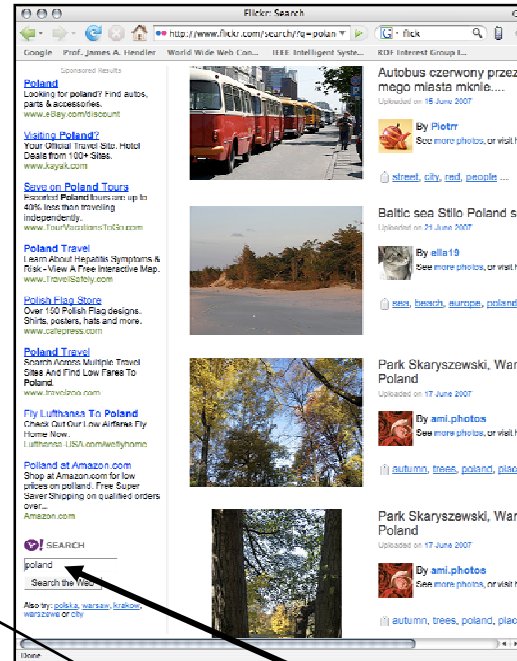 Flickr: Search
http://www.flickr.com/search/?q=polan
flick
Google Prof. James A. Hendler World Wide Web Con... IEEE Intelligent Syste... RDF Interest Group I...
Sponsored Results
Poland
Looking for poland? Find autos,
parts & accessories.
www.eBay.com/discount
Visiting Poland?
Your Official Travel Site. Hotel
Deals from 100+ Sites.
www.kayak.com
Save on Poland Tours
Escorted Poland tours are up to
40% less than traveling
independently.
www.TourVacationsToGo.com
Poland Travel
Learn About Hepatitis Symptoms &
Risk - View A Free Interactive Map.
www.TravelSafely.com
Polish Flag Store
Over 150 Polish Flag designs.
Shirts, posters, hats and more.
www.cafepress.com
Poland Travel
Search Across Multiple Travel
Sites And Find Low Fares To
Poland.
www.travelzoo.com
Fly Lufthansa To Poland
Check Out Our Low Airfares Fly
Home Now.
Lufthansa-USA.com/weflyhome
Polland at Amazon.com
Shop at Amazon.com for low
prices on polland. Free Super
Saver Shipping on qualified orders
over...
Amazon.com
Y! SEARCH
poland
Search the Web
Also try: polska, warsaw, krakow,
warszawa or city
Autobus czerwony przez
mego miasta mknie....
Uploaded on 15 June 2007
By Piotrr
See more photos, or visit h
street, city, red, people ...
Baltic sea Stilo Poland s
Uploaded on 21 June 2007
By ella19
See more photos, or visit h
sea, beach, europe, poland
Park Skaryszewski, War
Poland
Uploaded on 17 June 2007
By ami.photos
See more photos, or visit h
autumn, trees, poland, plac
Park Skaryszewski, War
Poland
Uploaded on 17 June 2007
By ami.photos
See more photos, or visit h
autumn, trees, poland, plac
Done